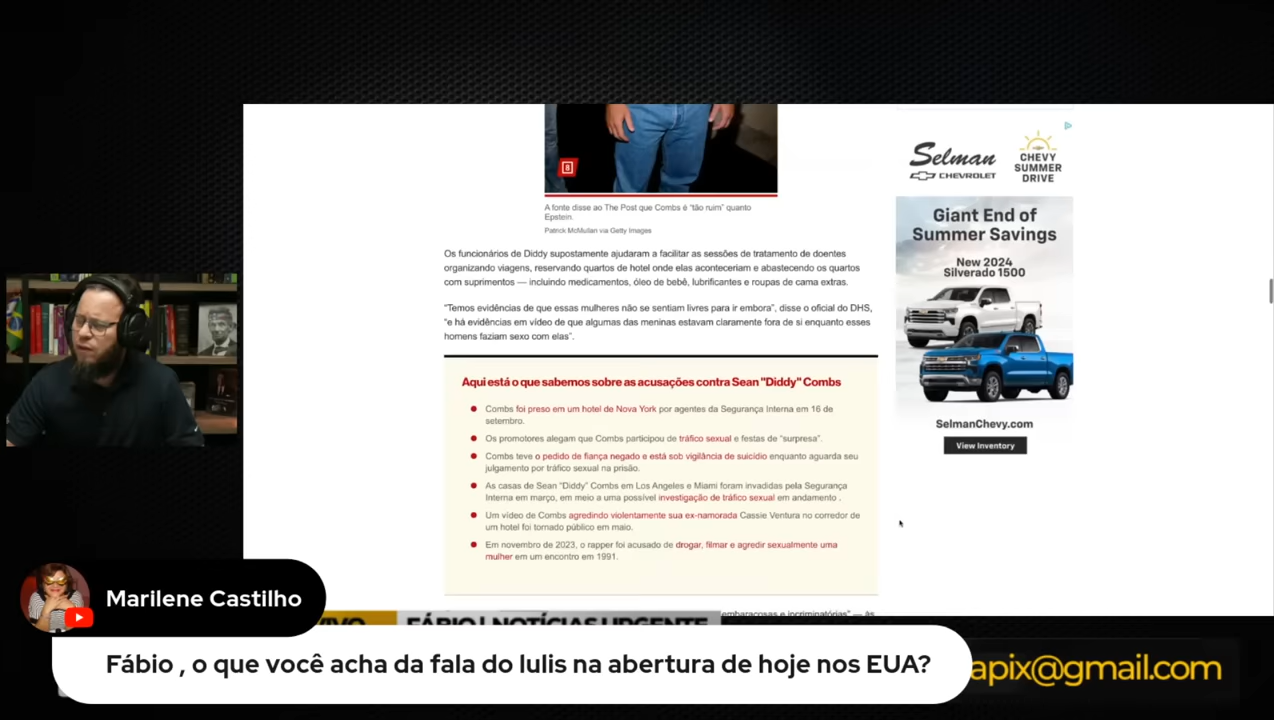 A fonte disse ao The Post que Combs é “tão ruim” quanto
Epstein.
Patrick McMullan via Getty Images
Os funcionários de Diddy supostamente ajudaram a facilitar as sessões de tratamento de doentes
organizando viagens, reservando quartos de hotel onde elas aconteceriam e abastecendo os quartos
com suprimentos — incluindo medicamentos, óleo de bebê, lubrificantes e roupas de cama extras.
“Temos evidências de que essas mulheres não se sentiam livres para ir embora”, disse o oficial do DHS,
“e há evidências em vídeo de que algumas das meninas estavam claramente fora de si enquanto esses
homens faziam sexo com elas”.
Aqui está o que sabemos sobre as acusações contra Sean "Diddy" Combs
Combs foi preso em um hotel de Nova York por agentes da Segurança Interna em 16 de
setembro.
Os promotores alegam que Combs participou de tráfico sexual e festas de “surpresa”.
Combs teve o pedido de fiança negado e está sob vigilância de suicídio enquanto aguarda seu
julgamento por tráfico sexual na prisão.
As casas de Sean “Diddy” Combs em Los Angeles e Miami foram invadidas pela Segurança
Interna em março, em meio a uma possível investigação de tráfico sexual em andamento .
Um vídeo de Combs agredindo violentamente sua ex-namorada Cassie Ventura no corredor de
um hotel foi tornado público em maio.
Em novembro de 2023, o rapper foi acusado de drogar, filmar e agredir sexualmente uma
mulher em um encontro em 1991.
embaraçosas e incriminatórias” — às
Selman
CHEVROLET
CHEVY
SUMMER
DRIVE
Giant End of
Summer Savings
New 2024
Silverado 1500
SelmanChevy.com
View Inventory
8
VIVO
FÁBIO | NOTÍCIAS URGENTE
Marilene Castilho
Fábio , o que você acha da fala do lulis na abertura de hoje nos EUA?
apix@gmail.com